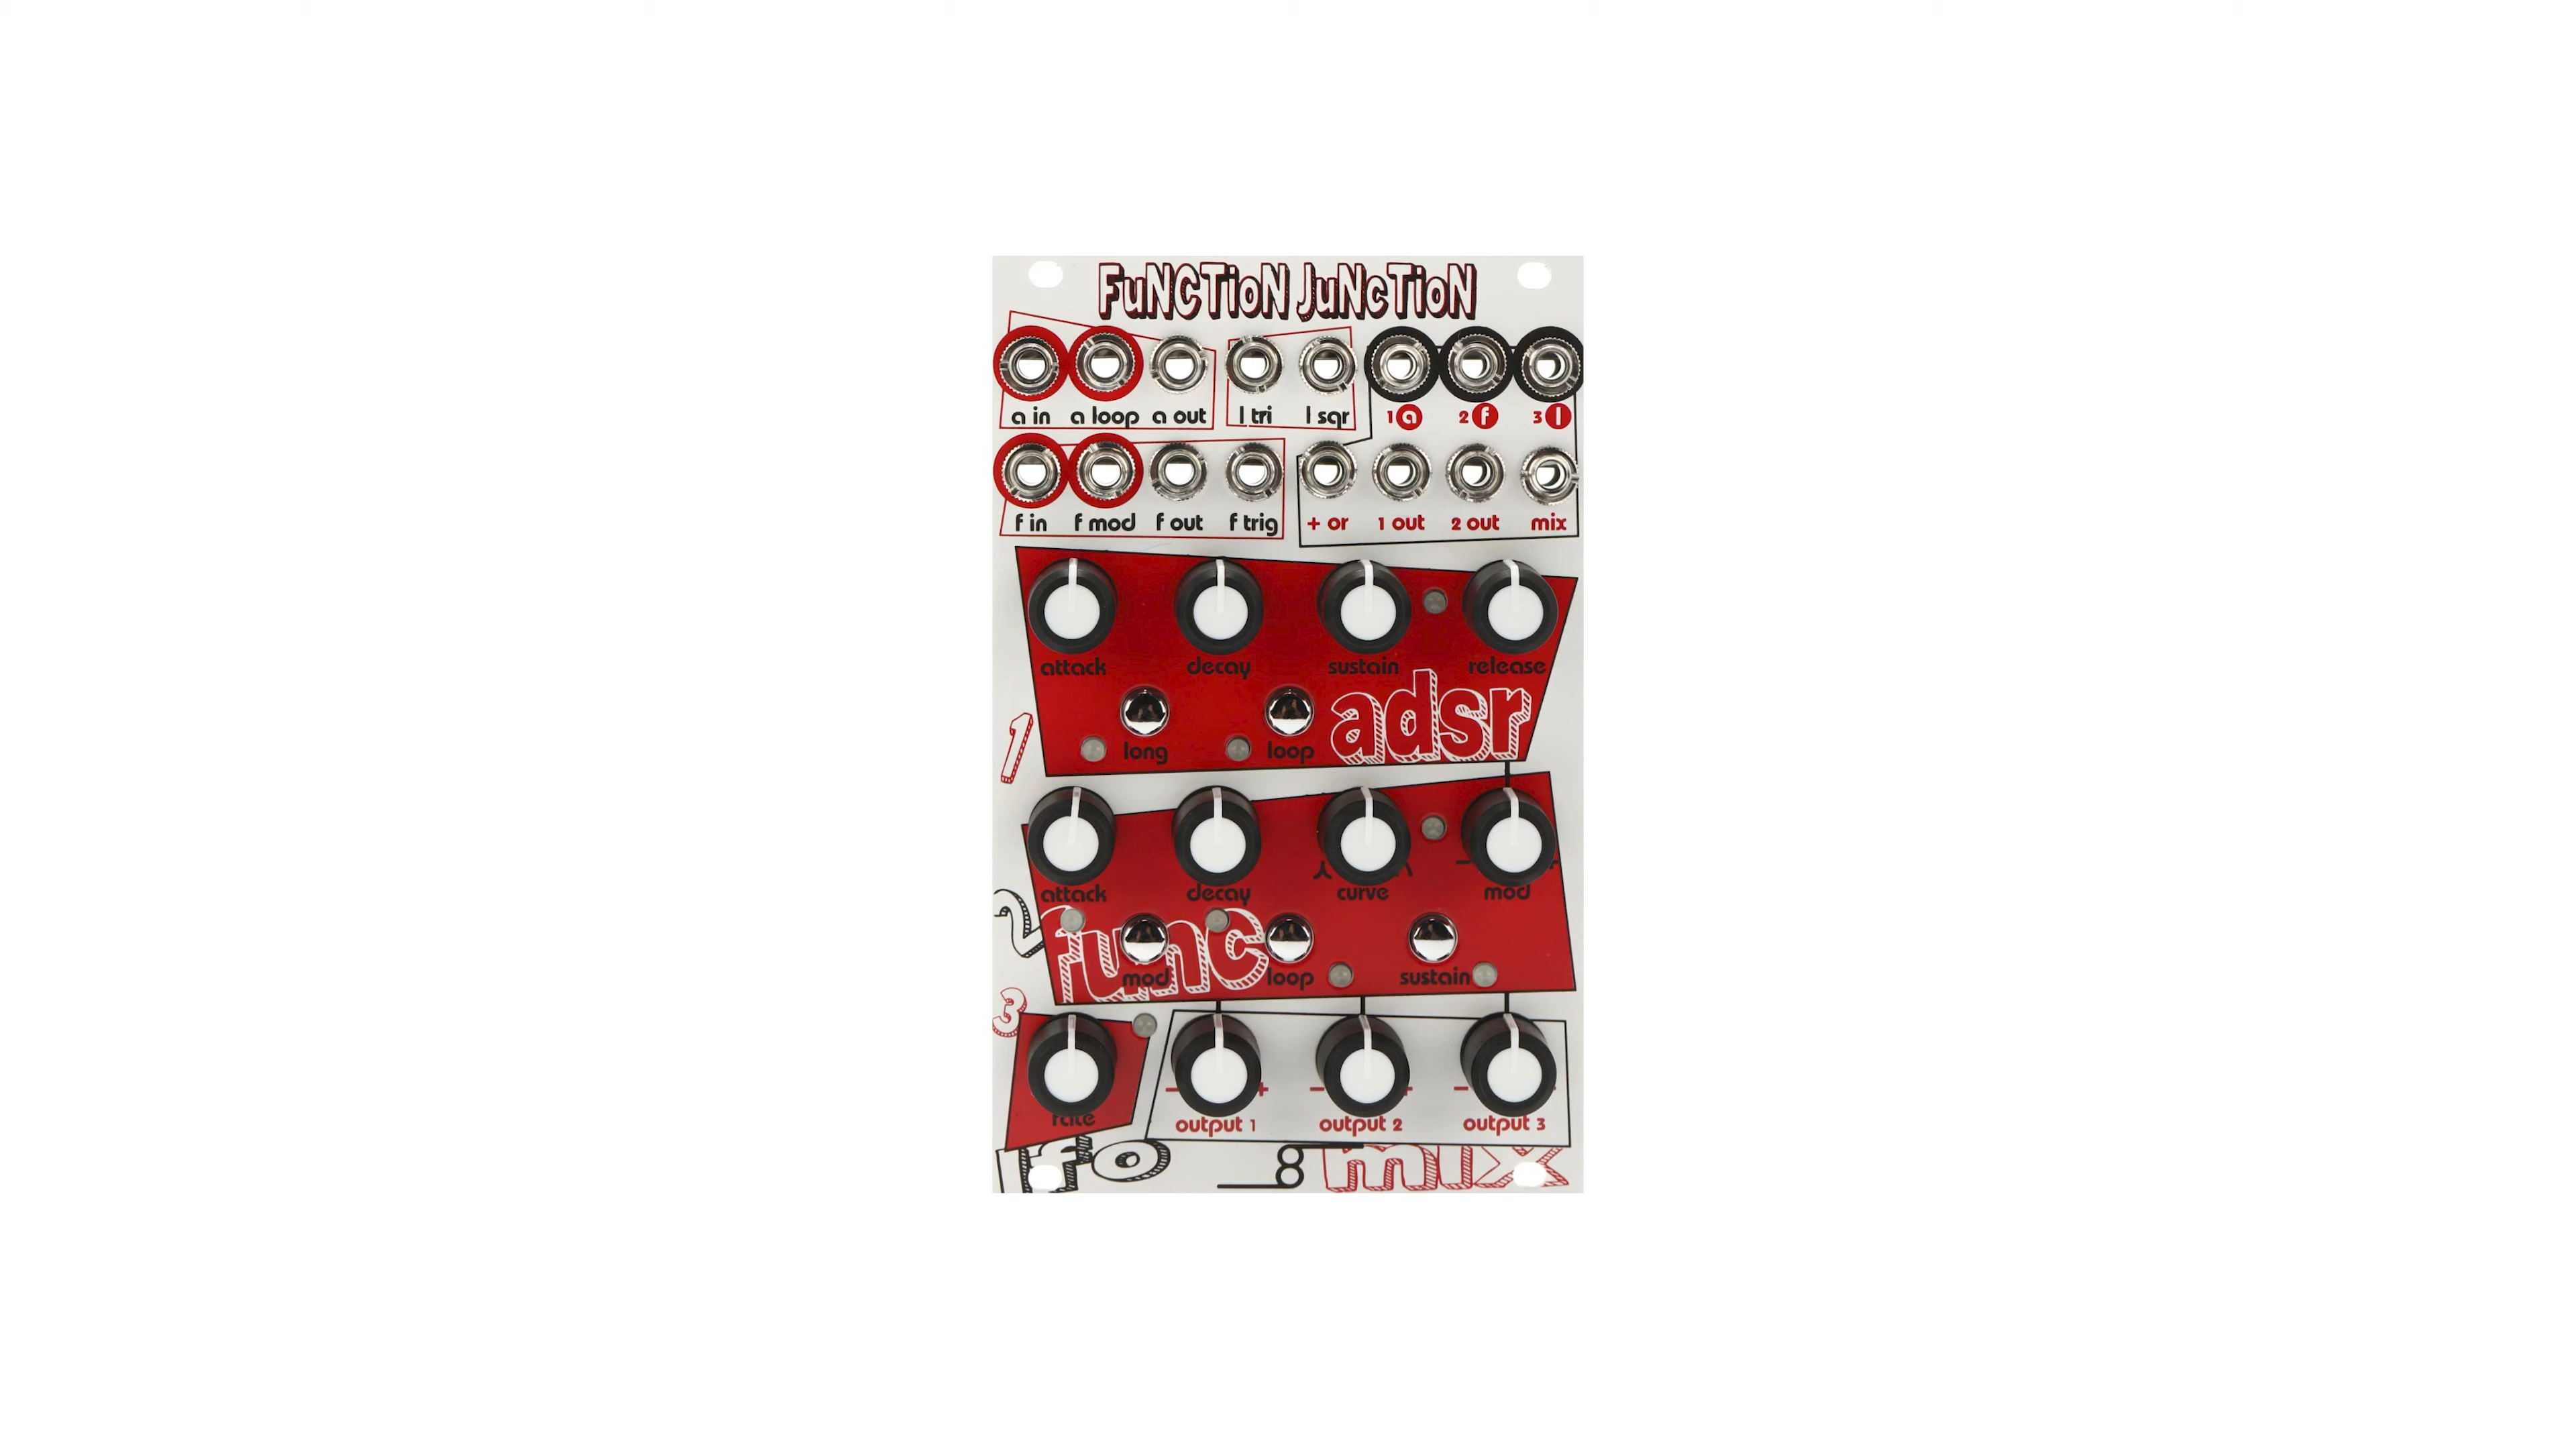 FuNCTioN JuNcTioN
a in a loop a out l tri l sqr 1 a 2 f 3 l
f in f mod f out f trig + or 1 out 2 out mix
attack decay sustain release
adsr
long loop
1
attack decay curve mod
2
func
mod loop sustain
3
rate
- + - + -
output 1 output 2 output 3
lfo mix